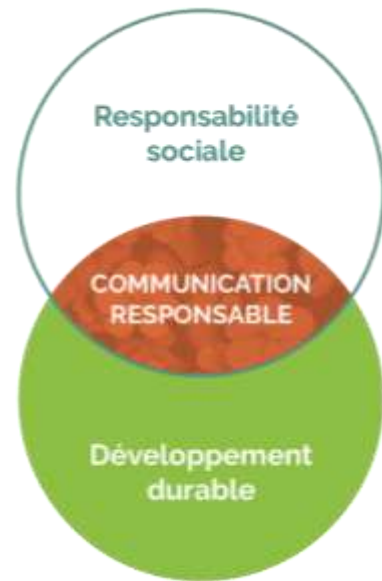 Responsabilité
sociale
COMMUNICATION
RESPONSABLE
Développement
durable